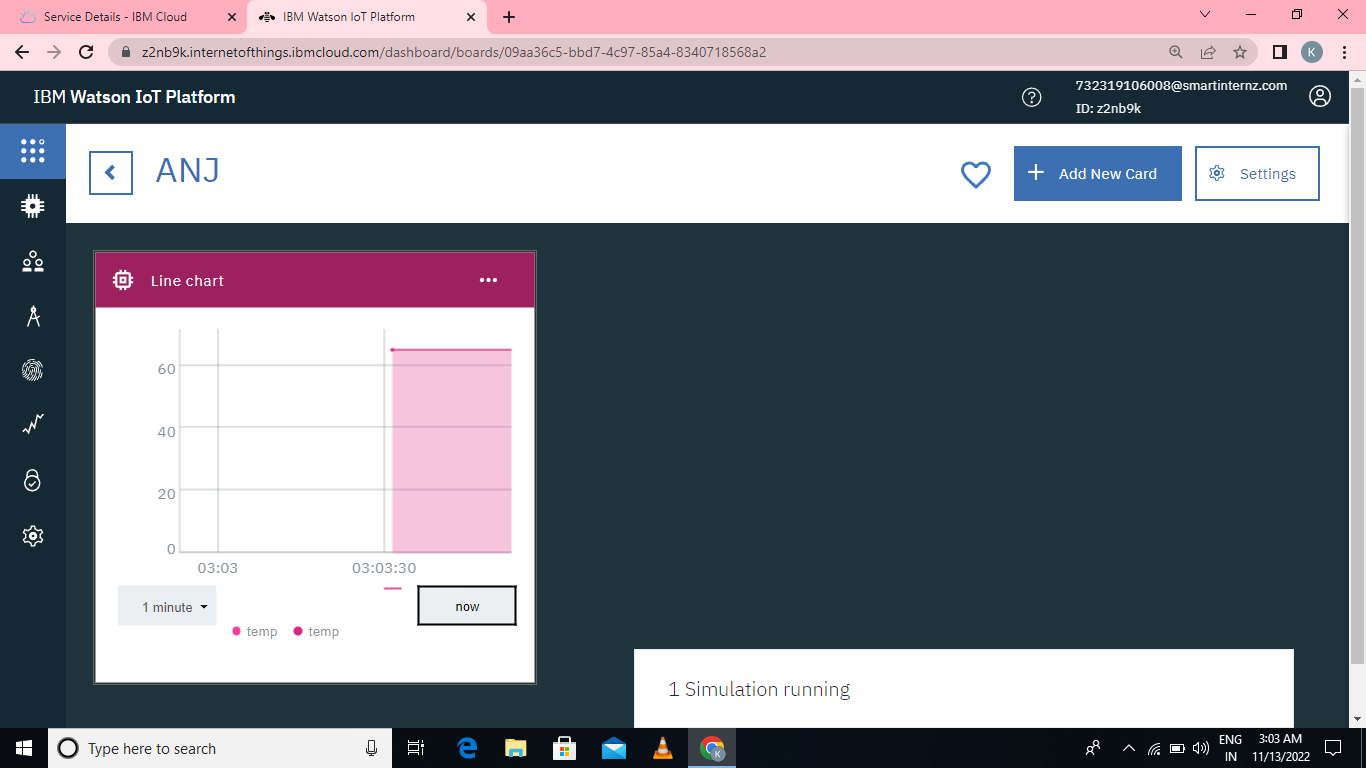 Service Details - IBM Cloud
IBM Watson IoT Platform
z2nb9k.internetofthings.ibmcloud.com/dashboard/boards/09aa36c5-bbd7-4c97-85a4-8340718568a2
K
IBM Watson IoT Platform
732319106008@smartinternz.com
ID: z2nb9k
ANJ
Add New Card
Settings
Line chart
60
40
20
0
03:03
03:03:30
1 minute
now
temp
temp
1 Simulation running
Type here to search
K
ENG
IN
3:03 AM
11/13/2022